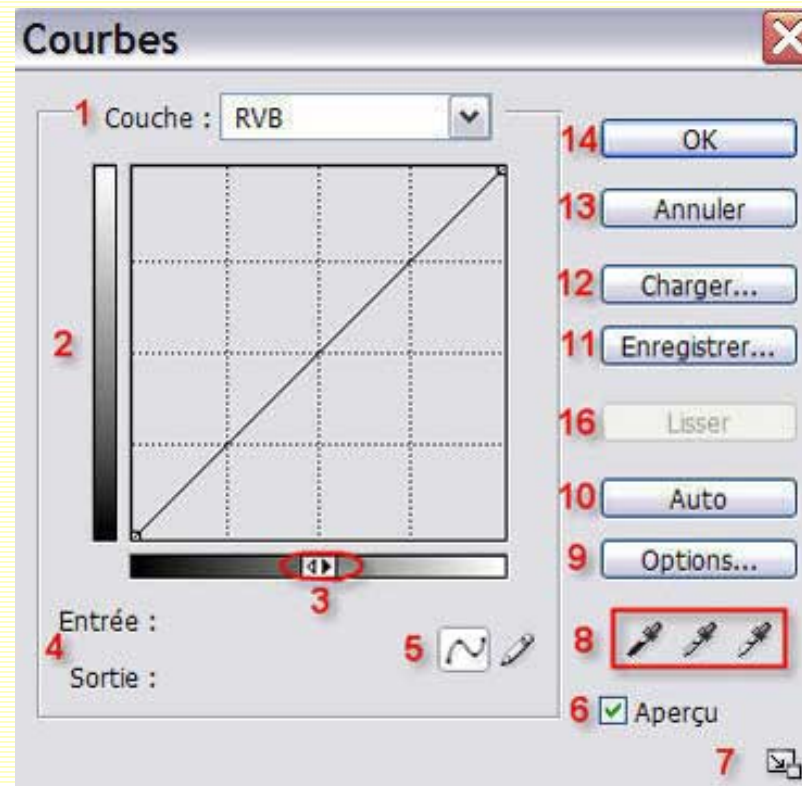 Courbes
1 Couche : RVB
14 OK
13 Annuler
12 Charger...
2
11 Enregistrer...
16 Lisser
10 Auto
9 Options...
3
Entrée :
4
Sortie :
5
8
6 Aperçu
7